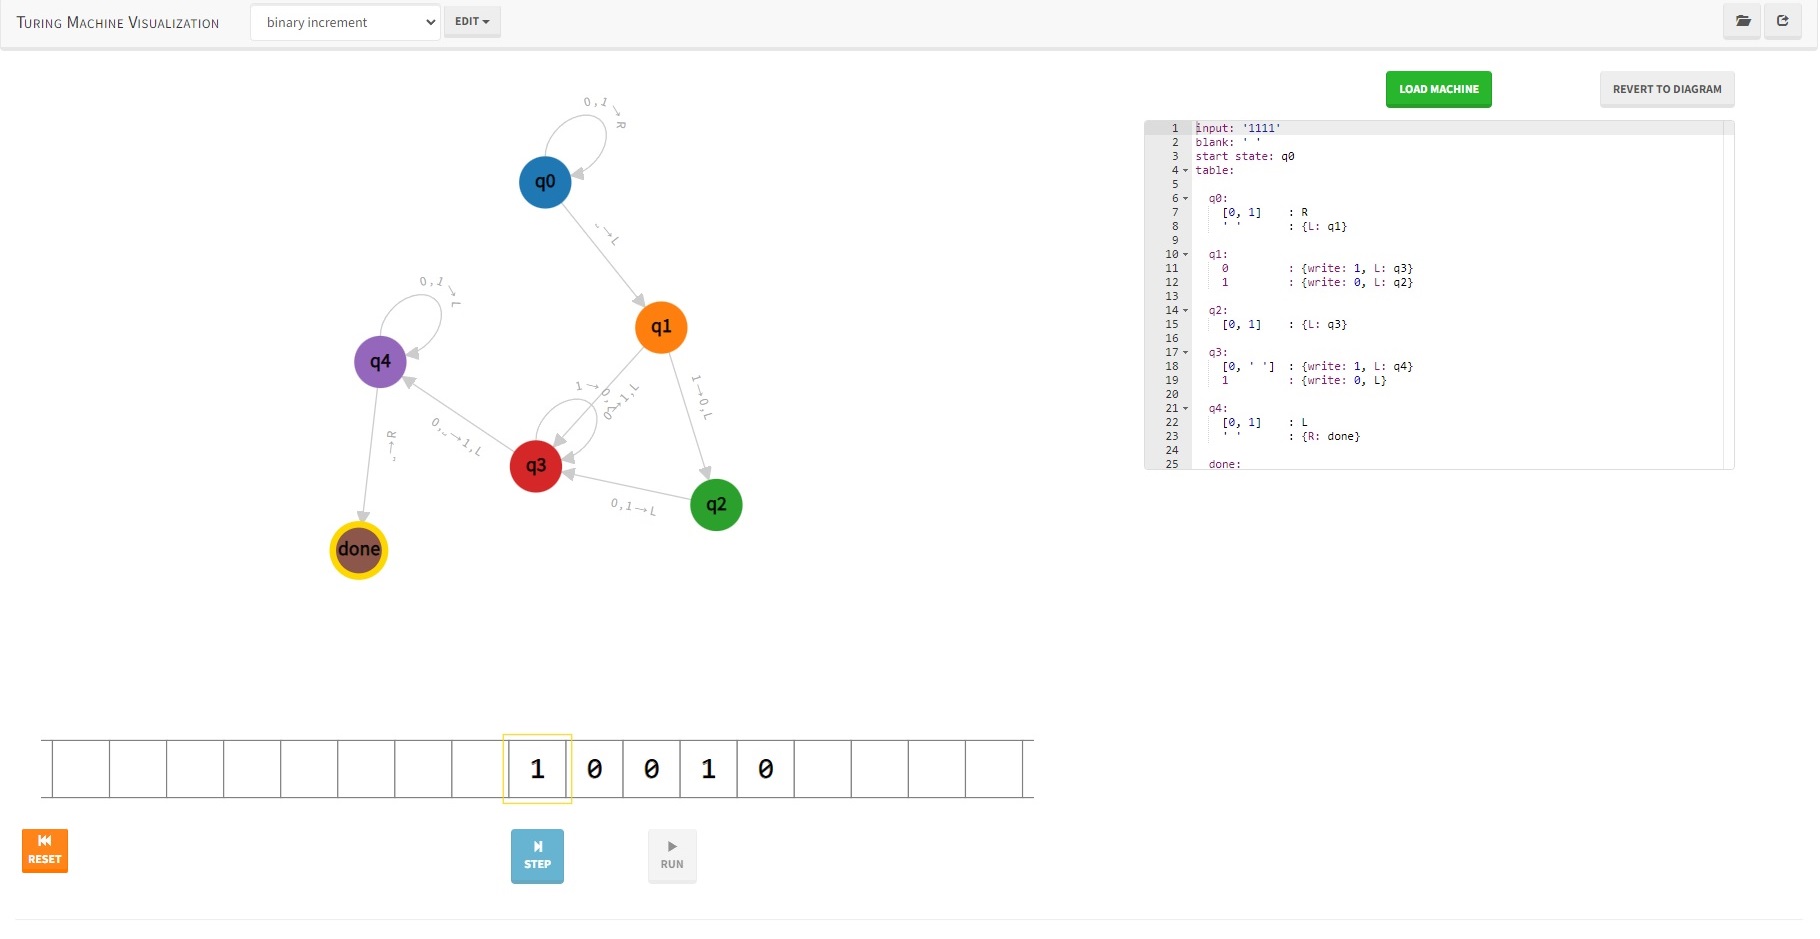 TURING MACHINE VISUALIZATION
binary increment
EDIT
LOAD MACHINE
REVERT TO DIAGRAM
0,1→R
q0
␣→L
0,1→L
q1
q4
1→0,L
0→1,L
1→0,L
0,␣→1,L
␣→R
q3
0,1→L
q2
done
1 input: '1111'
2 blank: ' '
3 start state: q0
4 table:
5
6 q0:
7 [0, 1] : R
8 ' ' : {L: q1}
9
10 q1:
11 0 : {write: 1, L: q3}
12 1 : {write: 0, L: q2}
13
14 q2:
15 [0, 1] : {L: q3}
16
17 q3:
18 [0, ' '] : {write: 1, L: q4}
19 1 : {write: 0, L}
20
21 q4:
22 [0, 1] : L
23 ' ' : {R: done}
24
25 done:
1 0 0 1 0
RESET
STEP
RUN